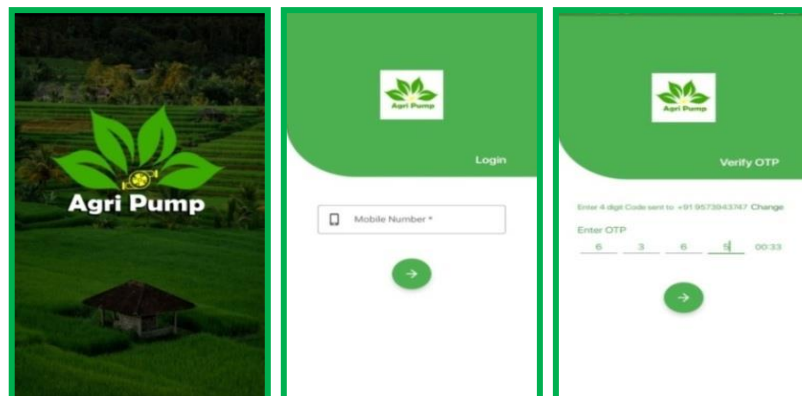 Agri Pump
Agri Pump
Login
Mobile Number *
Agri Pump
Verify OTP
Enter 4 digit Code sent to +91 9573943747 Change
Enter OTP
6 3 6 5 00:33